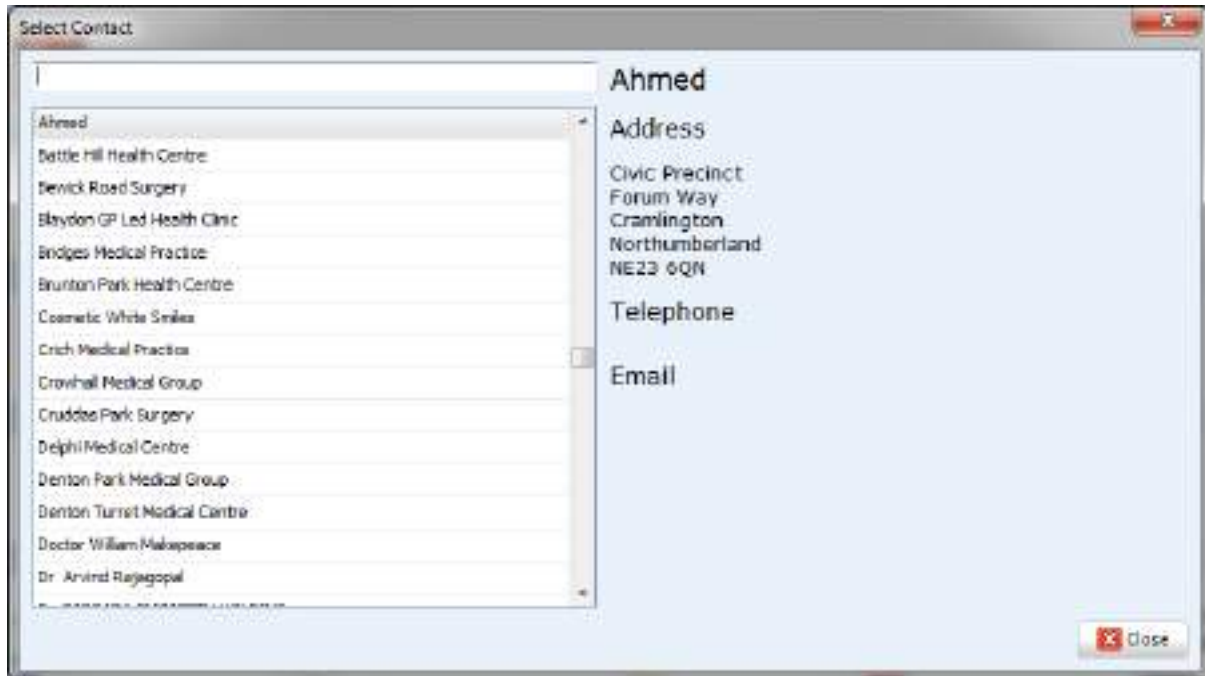 Select Contact
Ahmed
Battle Hill Health Centre
Bewick Road Surgery
Blaydon GP Led Health Clinic
Bridges Medical Practice
Brunton Park Health Centre
Cosmetic White Smiles
Crich Medical Practice
Crowhall Medical Group
Cruddas Park Surgery
Delphi Medical Centre
Denton Park Medical Group
Denton Turret Medical Centre
Doctor William Makepeace
Dr Arvind Rajagopal
Ahmed
Address
Civic Precinct
Forum Way
Cramlington
Northumberland
NE23 6QN
Telephone
Email
Close